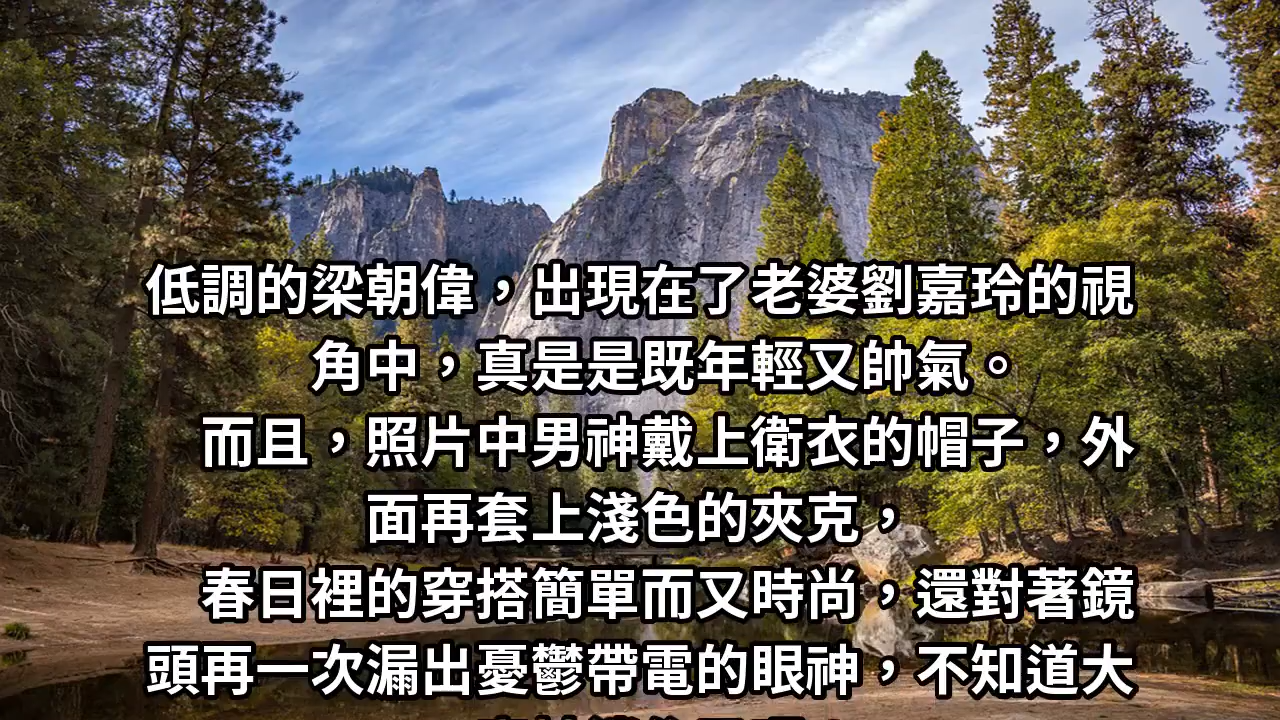 低調的梁朝偉，出現在了老婆劉嘉玲的視
角中，真是是既年輕又帥氣。
而且，照片中男神戴上衛衣的帽子，外
面再套上淺色的夾克，
春日裡的穿搭簡單而又時尚，還對著鏡
頭再一次漏出憂鬱帶電的眼神，不知道大